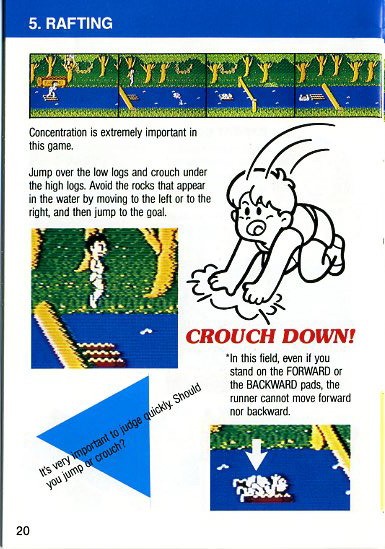 5. RAFTING
Concentration is extremely important in
this game.
Jump over the low logs and crouch under
the high logs. Avoid the rocks that appear
in the water by moving to the left or to the
right, and then jump to the goal.
CROUCH DOWN!
*In this field, even if you
stand on the FORWARD or
the BACKWARD pads, the
runner cannot move forward
nor backward.
It's very important to judge quickly. Should
you jump or crouch?
20